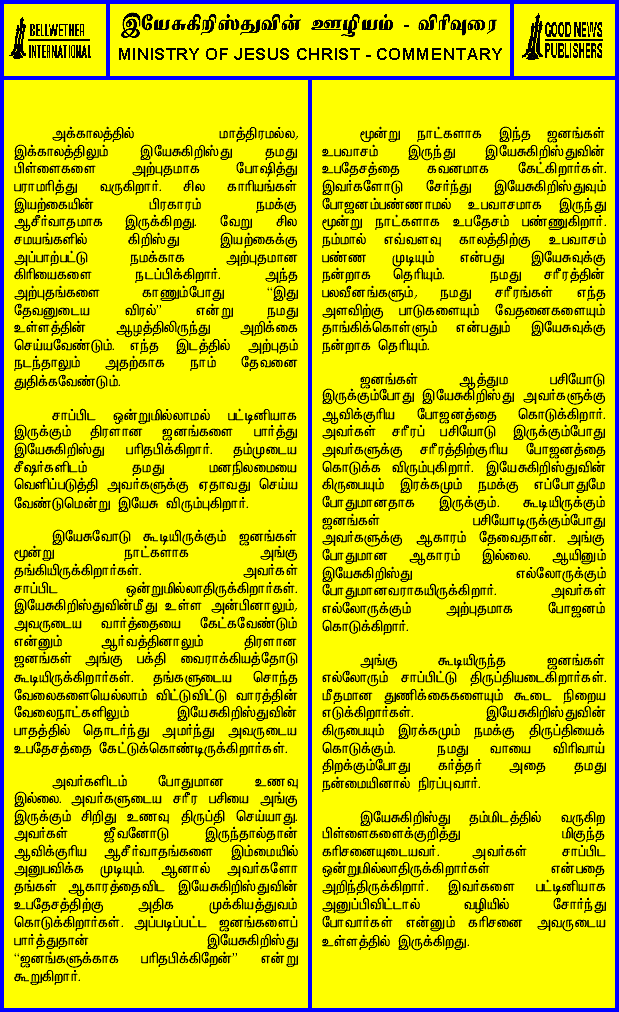 BELLWETHER
INTERNATIONAL
இயேசுகிறிஸ்துவின் ஊழியம் - விரிவுரை
MINISTRY OF JESUS CHRIST - COMMENTARY
GOOD NEWS
PUBLISHERS
அக்காலத்தில் மாத்திரமல்ல,
இக்காலத்திலும் இயேசுகிறிஸ்து தமது
பிள்ளைகளை அற்புதமாக போஷித்து
பராமரித்து வருகிறார். சில காரியங்கள்
இயற்கையின் பிரகாரம் நமக்கு
ஆசீர்வாதமாக இருக்கிறது. வேறு சில
சமயங்களில் கிறிஸ்து இயற்கைக்கு
அப்பாற்பட்டு நமக்காக அற்புதமான
கிரியைகளை நடப்பிக்கிறார். அந்த
அற்புதங்களை காணும்போது “இது
தேவனுடைய விரல்” என்று நமது
உள்ளத்தின் ஆழத்திலிருந்து அறிக்கை
செய்யவேண்டும். எந்த இடத்தில் அற்புதம்
நடந்தாலும் அதற்காக நாம் தேவனை
துதிக்கவேண்டும்.
சாப்பிட ஒன்றுமில்லாமல் பட்டினியாக
இருக்கும் திரளான ஜனங்களை பார்த்து
இயேசுகிறிஸ்து பரிதபிக்கிறார். தம்முடைய
சீஷர்களிடம் தமது மனநிலமையை
வெளிப்படுத்தி அவர்களுக்கு ஏதாவது செய்ய
வேண்டுமென்று இயேசு விரும்புகிறார்.
இயேசுவோடு கூடியிருக்கும் ஜனங்கள்
மூன்று நாட்களாக அங்கு
தங்கியிருக்கிறார்கள். அவர்கள்
சாப்பிட ஒன்றுமில்லாதிருக்கிறார்கள்.
இயேசுகிறிஸ்துவின்மீது உள்ள அன்பினாலும்,
அவருடைய வார்த்தையை கேட்கவேண்டும்
என்னும் ஆர்வத்தினாலும் திரளான
ஜனங்கள் அங்கு பக்தி வைராக்கியத்தோடு
கூடியிருக்கிறார்கள். தங்களுடைய சொந்த
வேலைகளையெல்லாம் விட்டுவிட்டு வாரத்தின்
வேலைநாட்களிலும் இயேசுகிறிஸ்துவின்
பாதத்தில் தொடர்ந்து அமர்ந்து அவருடைய
உபதேசத்தை கேட்டுக்கொண்டிருக்கிறார்கள்.
அவர்களிடம் போதுமான உணவு
இல்லை. அவர்களுடைய சரீர பசியை அங்கு
இருக்கும் சிறிது உணவு திருப்தி செய்யாது.
அவர்கள் ஜீவனோடு இருந்தால்தான்
ஆவிக்குரிய ஆசீர்வாதங்களை இம்மையில்
அனுபவிக்க முடியும். ஆனால் அவர்களோ
தங்கள் ஆகாரத்தைவிட இயேசுகிறிஸ்துவின்
உபதேசத்திற்கு அதிக முக்கியத்துவம்
கொடுக்கிறார்கள். அப்படிப்பட்ட ஜனங்களைப்
பார்த்துதான் இயேசுகிறிஸ்து
“ஜனங்களுக்காக பரிதபிக்கிறேன்” என்று
கூறுகிறார்.
மூன்று நாட்களாக இந்த ஜனங்கள்
உபவாசம் இருந்து இயேசுகிறிஸ்துவின்
உபதேசத்தை கவனமாக கேட்கிறார்கள்.
இவர்களோடு சேர்ந்து இயேசுகிறிஸ்துவும்
போஜனம்பண்ணாமல் உபவாசமாக இருந்து
மூன்று நாட்களாக உபதேசம் பண்ணுகிறார்.
நம்மால் எவ்வளவு காலத்திற்கு உபவாசம்
பண்ண முடியும் என்பது இயேசுவுக்கு
நன்றாக தெரியும். நமது சரீரத்தின்
பலவீனங்களும், நமது சரீரங்கள் எந்த
அளவிற்கு பாடுகளையும் வேதனைகளையும்
தாங்கிக்கொள்ளும் என்பதும் இயேசுவுக்கு
நன்றாக தெரியும்.
ஜனங்கள் ஆத்தும பசியோடு
இருக்கும்போது இயேசுகிறிஸ்து அவர்களுக்கு
ஆவிக்குரிய போஜனத்தை கொடுக்கிறார்.
அவர்கள் சரீரப் பசியோடு இருக்கும்போது
அவர்களுக்கு சரீரத்திற்குரிய போஜனத்தை
கொடுக்க விரும்புகிறார். இயேசுகிறிஸ்துவின்
கிருபையும் இரக்கமும் நமக்கு எப்போதுமே
போதுமானதாக இருக்கும். கூடியிருக்கும்
ஜனங்கள் பசியோடிருக்கும்போது
அவர்களுக்கு ஆகாரம் தேவைதான். அங்கு
போதுமான ஆகாரம் இல்லை. ஆயினும்
இயேசுகிறிஸ்து எல்லோருக்கும்
போதுமானவராகயிருக்கிறார். அவர்கள்
எல்லோருக்கும் அற்புதமாக போஜனம்
கொடுக்கிறார்.
அங்கு கூடியிருந்த ஜனங்கள்
எல்லோரும் சாப்பிட்டு திருப்தியடைகிறார்கள்.
மீதமான துணிக்கைகளையும் கூடை நிறைய
எடுக்கிறார்கள். இயேசுகிறிஸ்துவின்
கிருபையும் இரக்கமும் நமக்கு திருப்தியைக்
கொடுக்கும். நமது வாயை விரிவாய்
திறக்கும்போது கர்த்தர் அதை தமது
நன்மையினால் நிரப்புவார்.
இயேசுகிறிஸ்து தம்மிடத்தில் வருகிற
பிள்ளைகளைக்குறித்து மிகுந்த
கரிசனையுடையவர். அவர்கள் சாப்பிட
ஒன்றுமில்லாதிருக்கிறார்கள் என்பதை
அறிந்திருக்கிறார். இவர்களை பட்டினியாக
அனுப்பிவிட்டால் வழியில் சோர்ந்து
போவார்கள் என்னும் கரிசனை அவருடைய
உள்ளத்தில் இருக்கிறது.